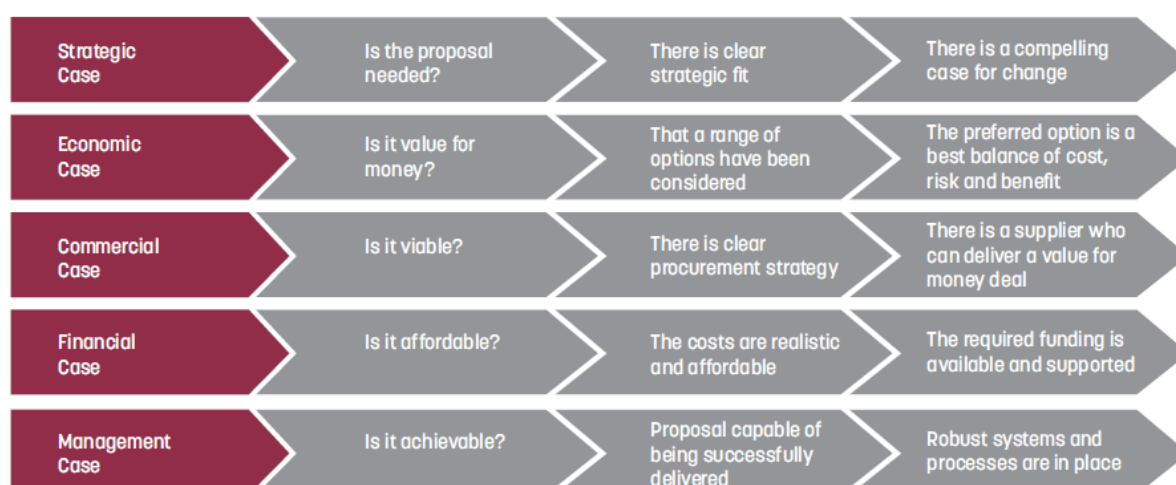 Strategic
Case
Is the proposal
needed?
There is clear
strategic fit
There is a compelling
case for change
Economic
Case
Is it value for
money?
That a range of
options have been
considered
The preferred option is a
best balance of cost,
risk and benefit
Commercial
Case
Is it viable?
There is clear
procurement strategy
There is a supplier who
can deliver a value for
money deal
Financial
Case
Is it affordable?
The costs are realistic
and affordable
The required funding is
available and supported
Management
Case
Is it achievable?
Proposal capable of
being successfully
delivered
Robust systems and
processes are in place